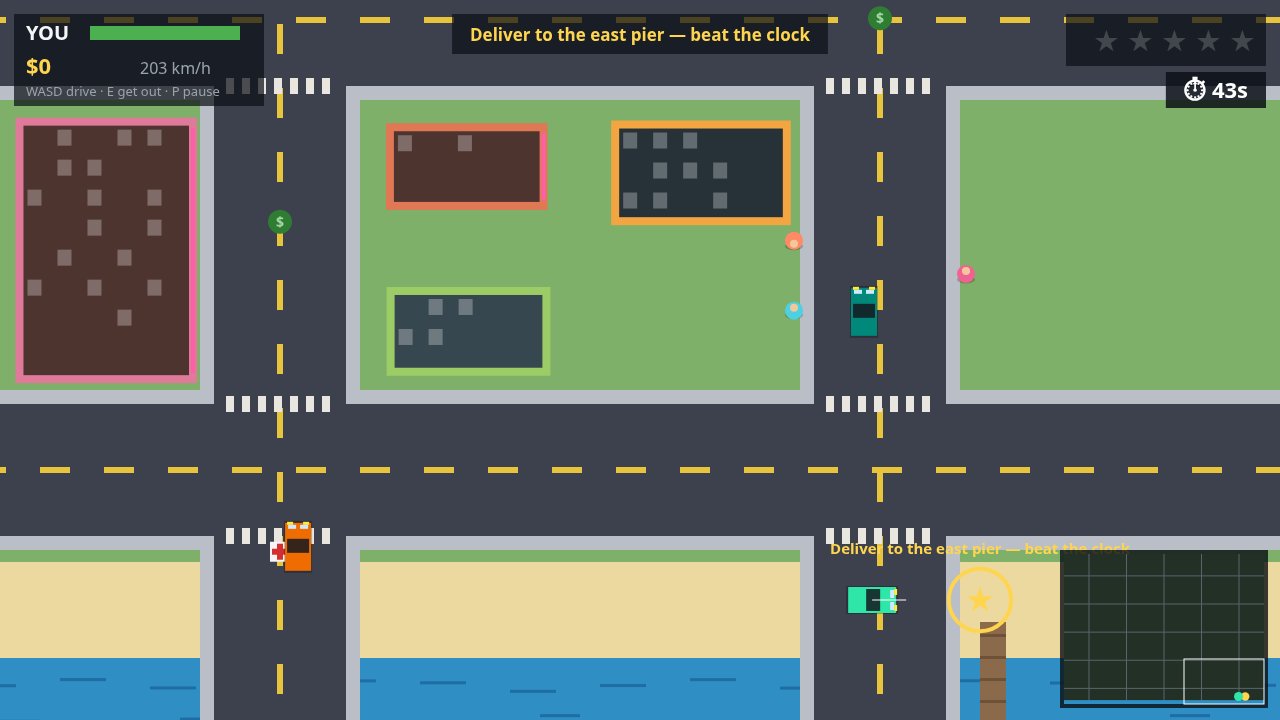 YOU
$0
203 km/h
WASD drive · E get out · P pause
Deliver to the east pier — beat the clock
$
43s
$
Deliver to the east pier — beat the clock